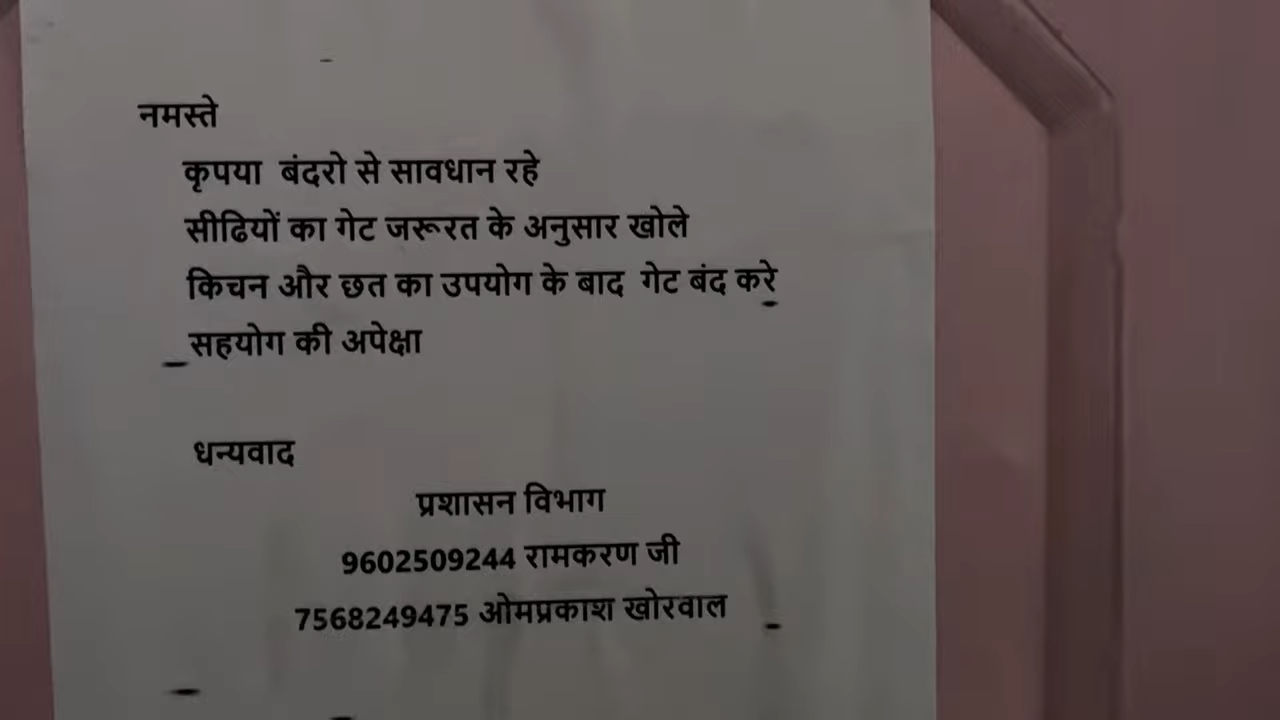 नमस्ते
कृपया बंदरो से सावधान रहे
सीढियों का गेट जरूरत के अनुसार खोले
किचन और छत का उपयोग के बाद गेट बंद करे
सहयोग की अपेक्षा
धन्यवाद
प्रशासन विभाग
9602509244 रामकरण जी
7568249475 ओमप्रकाश खोरवाल